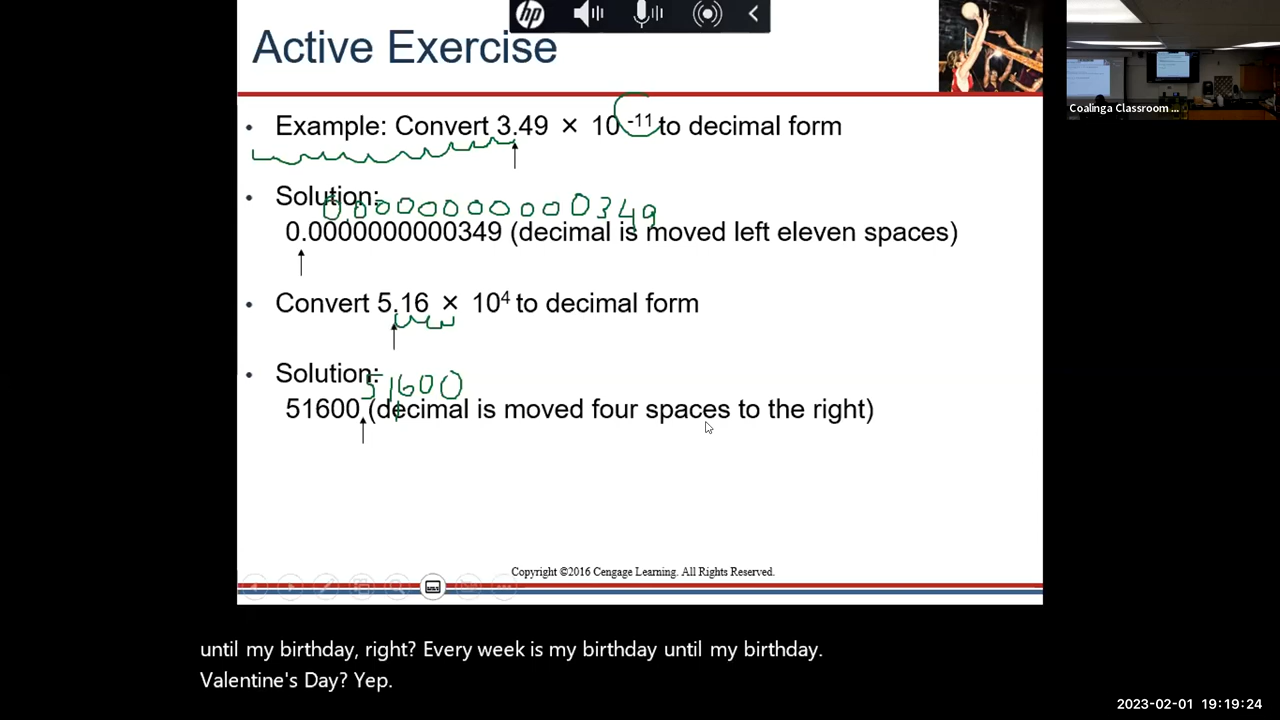 hp
Active Exercise
Coalinga Classroom ...
• Example: Convert 3.49 × 10 -11 to decimal form
• Solution:
0.0000000000349
0.0000000000349 (decimal is moved left eleven spaces)
• Convert 5.16 × 10⁴ to decimal form
• Solution:
51600
51600 (decimal is moved four spaces to the right)
Copyright ©2016 Cengage Learning. All Rights Reserved.
until my birthday, right? Every week is my birthday until my birthday.
Valentine's Day? Yep.
2023-02-01 19:19:24